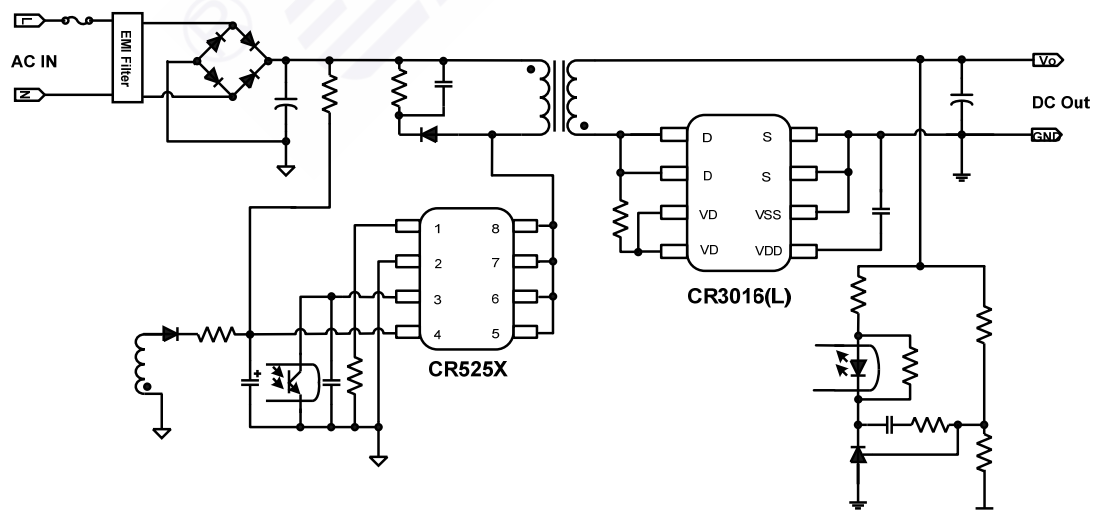 L
AC IN
N
EMI Filter
Vo
DC Out
GND
D
D
VD
VD
S
S
VSS
VDD
CR3016(L)
1
2
3
4
8
7
6
5
CR525X
+